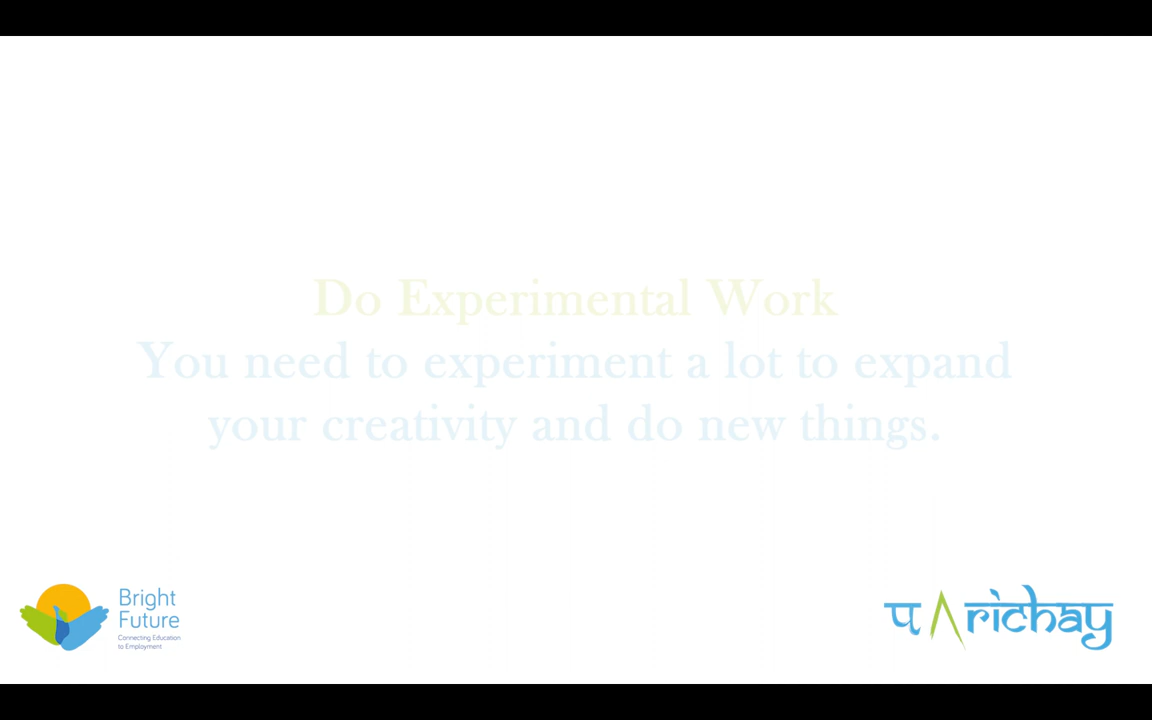 Do Experimental Work
You need to experiment a lot to expand
your creativity and do new things.
Bright
Future
Connecting Education
to Employment
प Λrichay